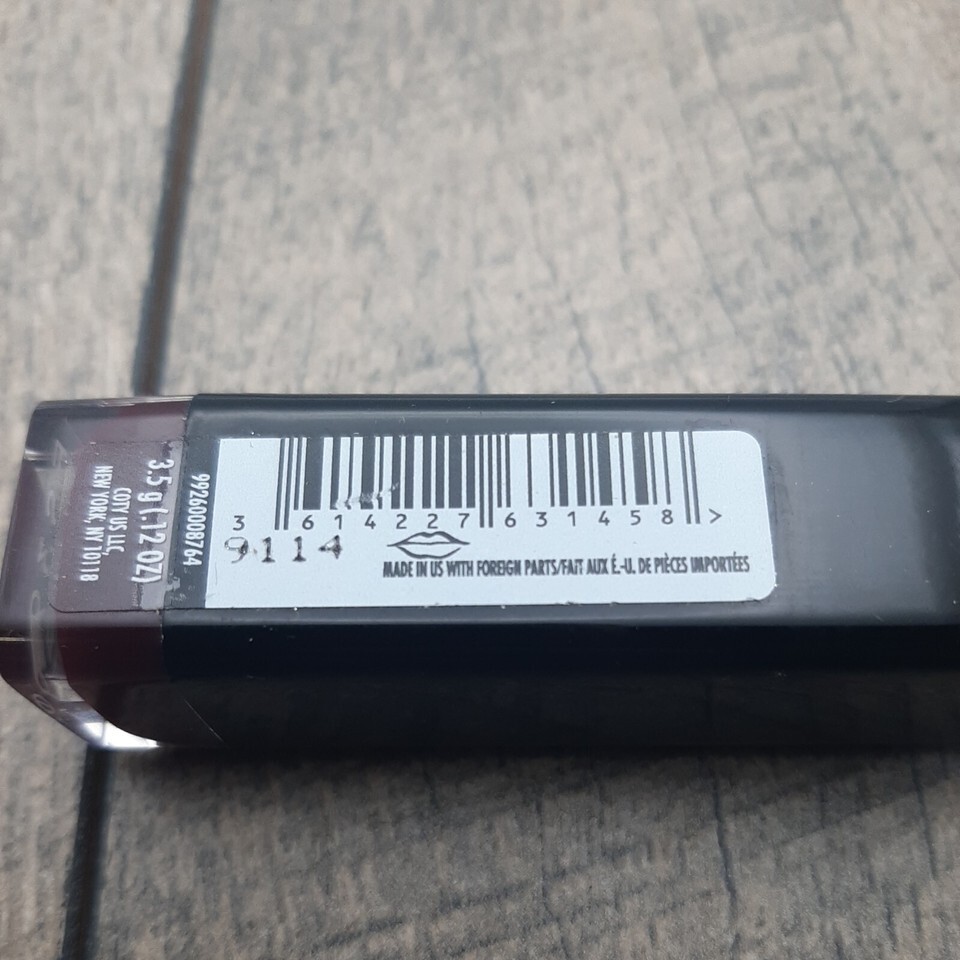 3 614227 631458 >
9114
MADE IN US WITH FOREIGN PARTS/FAIT AUX É.-U. DE PIÈCES IMPORTÉES
99260008764
3.5 g (.12 OZ)
COTY US LLC,
NEW YORK, NY 10118